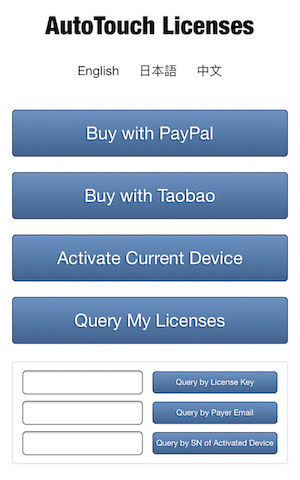 AutoTouch Licenses
English 日本語 中文
Buy with PayPal
Buy with Taobao
Activate Current Device
Query My Licenses
Query by License Key
Query by Payer Email
Query by SN of Activated Device